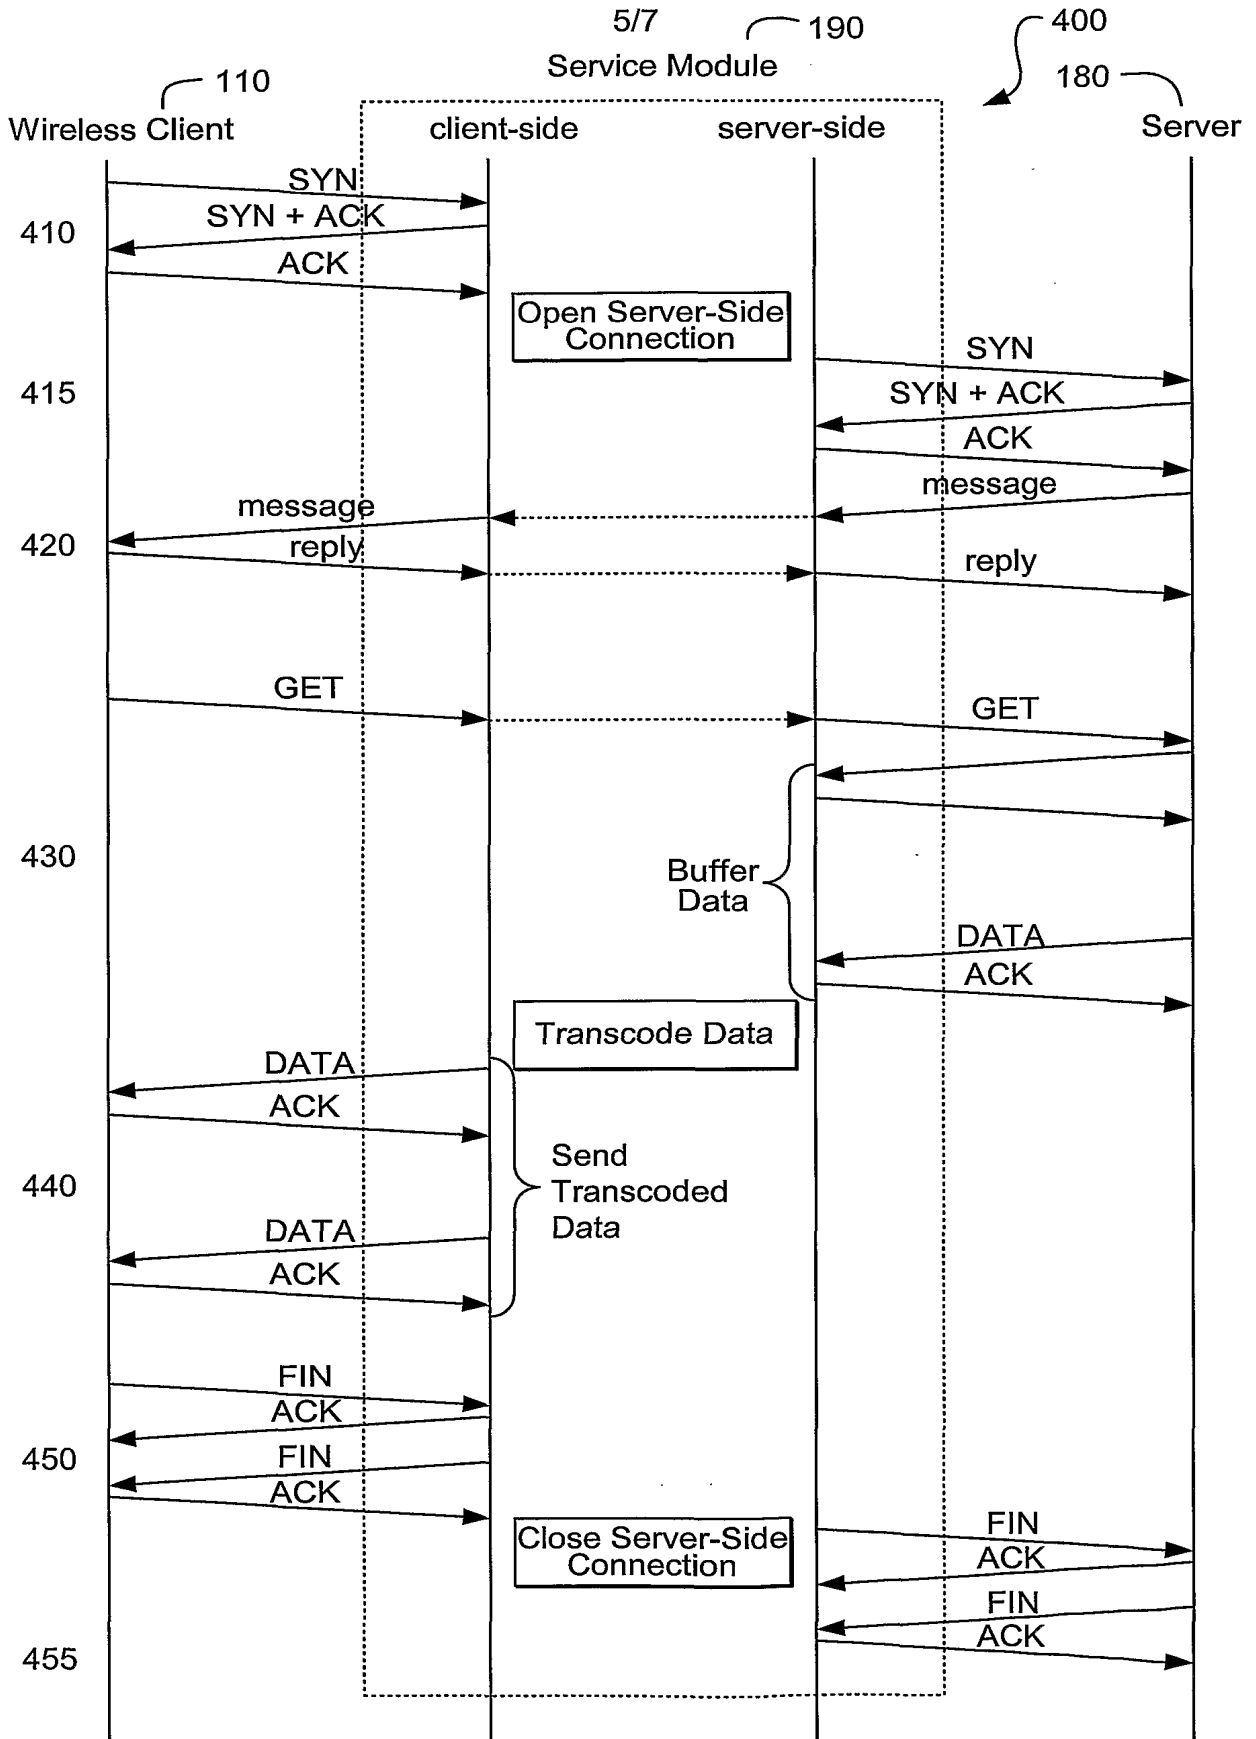 5/7
190
400
Service Module
110
180
Wireless Client
client-side
server-side
Server
SYN
SYN + ACK
410
ACK
Open Server-Side
Connection
SYN
415
SYN + ACK
ACK
message
message
420
reply
reply
GET
GET
430
Buffer
Data
DATA
ACK
Transcode Data
DATA
ACK
Send
Transcoded
Data
440
DATA
ACK
FIN
ACK
450
FIN
ACK
Close Server-Side
Connection
FIN
ACK
FIN
ACK
455